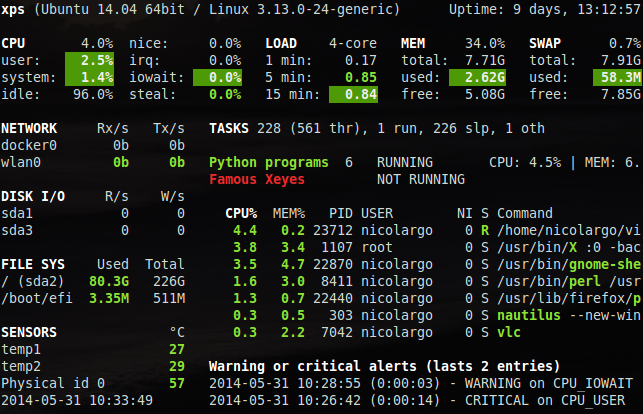 xps (Ubuntu 14.04 64bit / Linux 3.13.0-24-generic) Uptime: 9 days, 13:12:57
CPU 4.0% nice: 0.0% LOAD 4-core MEM 34.0% SWAP 0.7%
user: 2.5% irq: 0.0% 1 min: 0.17 total: 7.71G total: 7.91G
system: 1.4% iowait: 0.0% 5 min: 0.85 used: 2.62G used: 58.3M
idle: 96.0% steal: 0.0% 15 min: 0.84 free: 5.08G free: 7.85G
NETWORK Rx/s Tx/s TASKS 228 (561 thr), 1 run, 226 slp, 1 oth
docker0 0b 0b
wlan0 0b 0b Python programs 6 RUNNING CPU: 4.5% | MEM: 6.
Famous Xeyes NOT RUNNING
DISK I/O R/s W/s
sda1 0 0 CPU% MEM% PID USER NI S Command
sda3 0 0 4.4 0.2 23712 nicolargo 0 R /home/nicolargo/vi
3.8 3.4 1107 root 0 S /usr/bin/X :0 -bac
FILE SYS Used Total 3.5 4.7 22870 nicolargo 0 S /usr/bin/gnome-she
/ (sda2) 80.3G 226G 1.6 3.0 8411 nicolargo 0 S /usr/bin/perl /usr
/boot/efi 3.35M 511M 1.3 0.7 22440 nicolargo 0 S /usr/lib/firefox/p
0.3 0.5 303 nicolargo 0 S nautilus --new-win
SENSORS °C 0.3 2.2 7042 nicolargo 0 S vlc
temp1 27
temp2 29 Warning or critical alerts (lasts 2 entries)
Physical id 0 57 2014-05-31 10:28:55 (0:00:03) - WARNING on CPU_IOWAIT
2014-05-31 10:33:49 2014-05-31 10:26:42 (0:00:14) - CRITICAL on CPU_USER